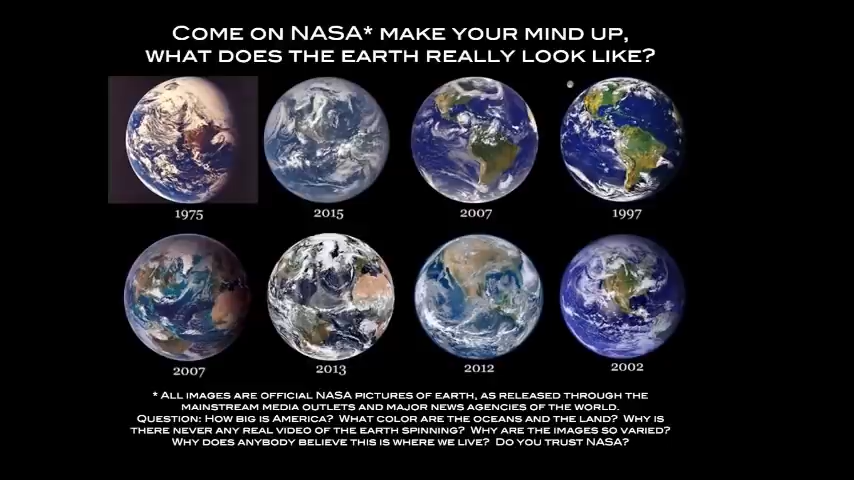 Come on NASA* make your mind up,
what does the earth really look like?
1975
2015
2007
1997
2007
2013
2012
2002
* All images are official NASA pictures of earth, as released through the
mainstream media outlets and major news agencies of the world.
Question: How big is America? What color are the oceans and the land? Why is
there never any real video of the earth spinning? Why are the images so varied?
Why does anybody believe this is where we live? Do you trust NASA?